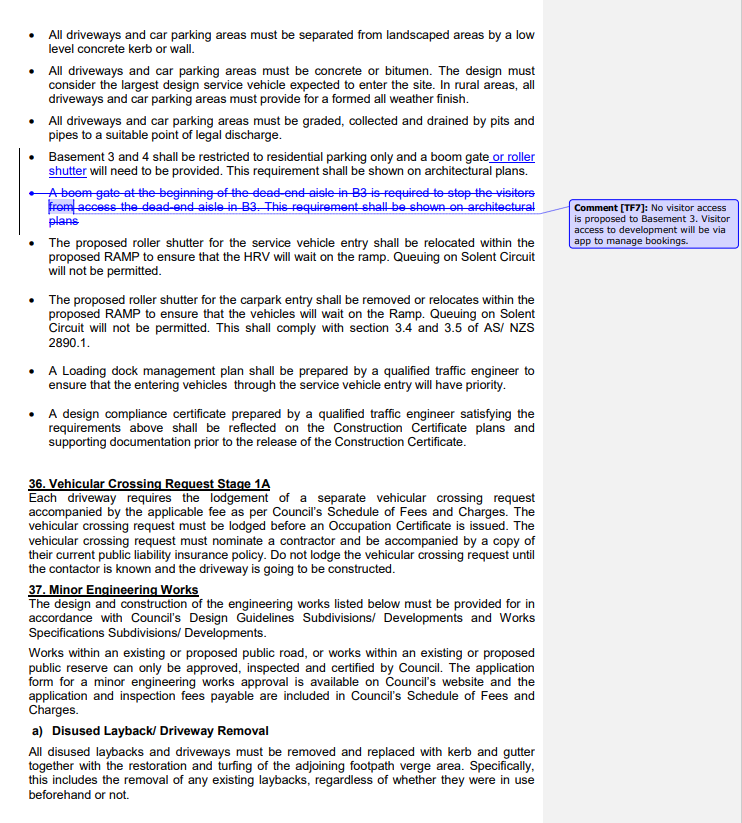 • All driveways and car parking areas must be separated from landscaped areas by a low
level concrete kerb or wall.
• All driveways and car parking areas must be concrete or bitumen. The design must
consider the largest design service vehicle expected to enter the site. In rural areas, all
driveways and car parking areas must provide for a formed all weather finish.
• All driveways and car parking areas must be graded, collected and drained by pits and
pipes to a suitable point of legal discharge.
• Basement 3 and 4 shall be restricted to residential parking only and a boom gate or roller
shutter will need to be provided. This requirement shall be shown on architectural plans.
• A boom gate at the beginning of the dead-end aisle in B3 is required to stop the visitors
from access the dead-end aisle in B3. This requirement shall be shown on architectural
plans
Comment [TF7]: No visitor access
is proposed to Basement 3. Visitor
access to development will be via
app to manage bookings.
• The proposed roller shutter for the service vehicle entry shall be relocated within the
proposed RAMP to ensure that the HRV will wait on the ramp. Queuing on Solent Circuit
will not be permitted.
• The proposed roller shutter for the carpark entry shall be removed or relocates within the
proposed RAMP to ensure that the vehicles will wait on the Ramp. Queuing on Solent
Circuit will not be permitted. This shall comply with section 3.4 and 3.5 of AS/ NZS
2890.1.
• A Loading dock management plan shall be prepared by a qualified traffic engineer to
ensure that the entering vehicles through the service vehicle entry will have priority.
• A design compliance certificate prepared by a qualified traffic engineer satisfying the
requirements above shall be reflected on the Construction Certificate plans and
supporting documentation prior to the release of the Construction Certificate.
36. Vehicular Crossing Request Stage 1A
Each driveway requires the lodgement of a separate vehicular crossing request
accompanied by the applicable fee as per Council's Schedule of Fees and Charges. The
vehicular crossing request must be lodged before an Occupation Certificate is issued. The
vehicular crossing request must nominate a contractor and be accompanied by a copy of
their current public liability insurance policy. Do not lodge the vehicular crossing request until
the contactor is known and the driveway is going to be constructed.
37. Minor Engineering Works
The design and construction of the engineering works listed below must be provided for in
accordance with Council's Design Guidelines Subdivisions/ Developments and Works
Specifications Subdivisions/ Developments.
Works within an existing or proposed public road, or works within an existing or proposed
public reserve can only be approved, inspected and certified by Council. The application
form for a minor engineering works approval is available on Council's website and the
application and inspection fees payable are included in Council's Schedule of Fees and
Charges.
a) Disused Layback/ Driveway Removal
All disused laybacks and driveways must be removed and replaced with kerb and gutter
together with the restoration and turfing of the adjoining footpath verge area. Specifically,
this includes the removal of any existing laybacks, regardless of whether they were in use
beforehand or not.